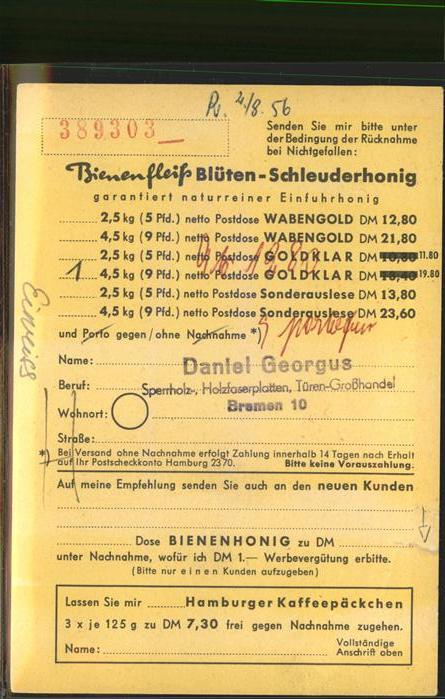 4/8. 56
389303
Senden Sie mir bitte unter
der Bedingung der Rücknahme
bei Nichtgefallen:
Bienenfleiß Blüten-Schleuderhonig
garantiert naturreiner Einfuhrhonig
........ 2,5 kg (5 Pfd.) netto Postdose WABENGOLD DM 12,80
........ 4,5 kg (9 Pfd.) netto Postdose WABENGOLD DM 21,80
........ 2,5 kg (5 Pfd.) netto Postdose GOLDKLAR DM 10,80 11.80
1 4,5 kg (9 Pfd.) netto Postdose GOLDKLAR DM 18,40 19.80
........ 2,5 kg (5 Pfd.) netto Postdose Sonderauslese DM 13,80
........ 4,5 kg (9 Pfd.) netto Postdose Sonderauslese DM 23,60
und Porto gegen/ohne Nachnahme *)
Name:
Daniel Georgus
Beruf:
Sperrholz-, Holzfaserplatten, Türen-Großhandel
Wohnort:
Bremen 10
Straße:
*) Bei Versand ohne Nachnahme erfolgt Zahlung innerhalb 14 Tagen nach Erhalt
auf Ihr Postscheckkonto Hamburg 2370. Bitte keine Vorauszahlung.
Auf meine Empfehlung senden Sie auch an den neuen Kunden
Dose BIENENHONIG zu DM
unter Nachnahme, wofür ich DM 1.— Werbevergütung erbitte.
(Bitte nur einen Kunden aufzugeben)
Lassen Sie mir ........ Hamburger Kaffeepäckchen
3 x je 125 g zu DM 7,30 frei gegen Nachnahme zugehen.
Name:
Vollständige
Anschrift oben